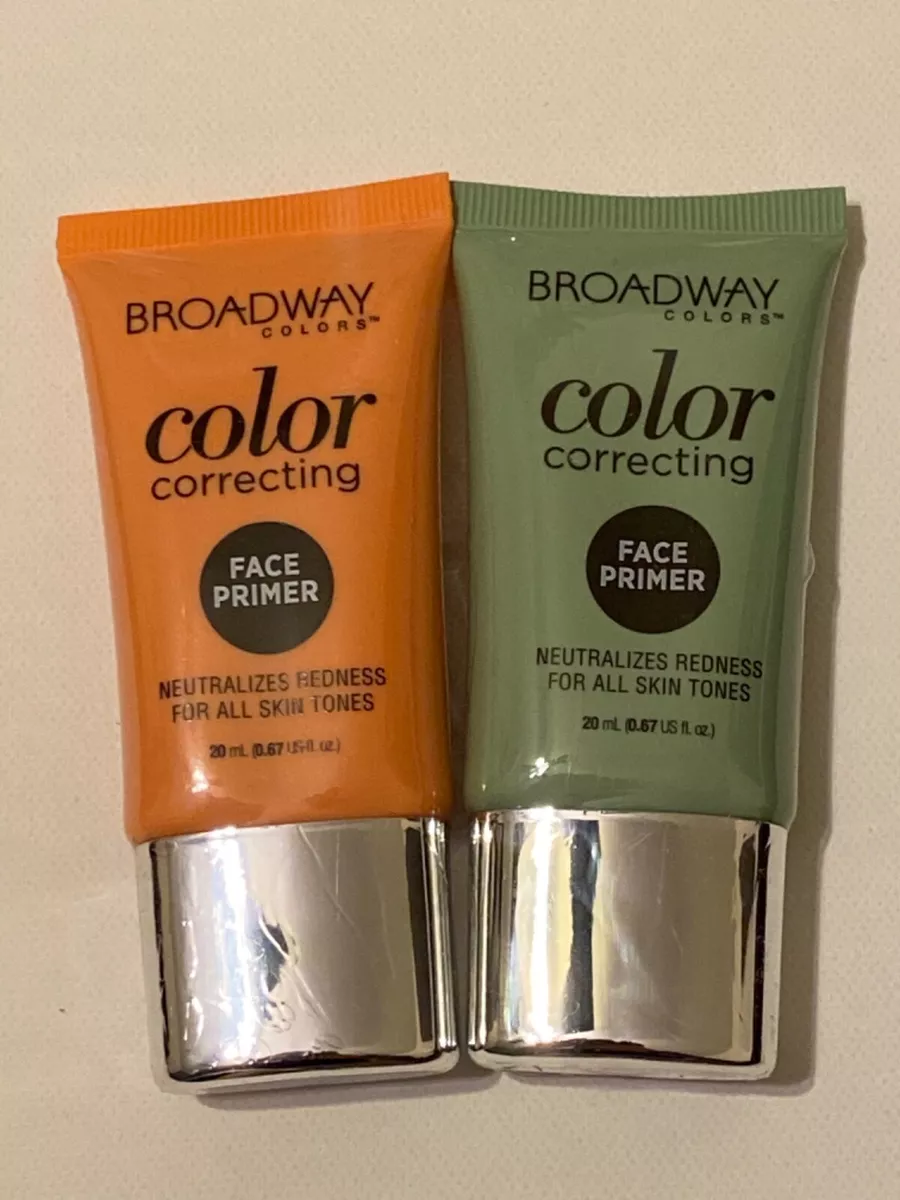 BROADWAY
COLORS™
color
correcting
FACE
PRIMER
NEUTRALIZES REDNESS
FOR ALL SKIN TONES
20 mL (0.67 US fl. oz.)
BROADWAY
COLORS™
color
correcting
FACE
PRIMER
NEUTRALIZES REDNESS
FOR ALL SKIN TONES
20 mL (0.67 US fl. oz.)